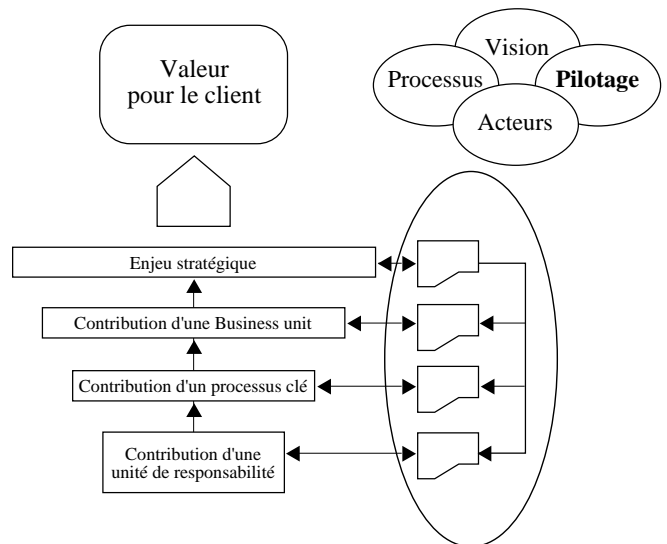 Valeur
pour le client
Vision
Processus
Pilotage
Acteurs
Enjeu stratégique
Contribution d'une Business unit
Contribution d'un processus clé
Contribution d'une
unité de responsabilité